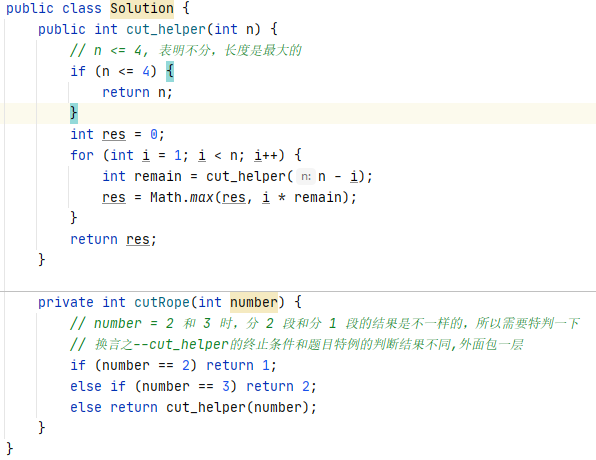 public class Solution {
public int cut_helper(int n) {
// n <= 4, 表明不分，长度是最大的
if (n <= 4) {
return n;
}
int res = 0;
for (int i = 1; i < n; i++) {
int remain = cut_helper( n: n - i);
res = Math.max(res, i * remain);
}
return res;
}
private int cutRope(int number) {
// number = 2 和 3 时，分 2 段和分 1 段的结果是不一样的，所以需要特判一下
// 换言之--cut_helper的终止条件和题目特例的判断结果不同,外面包一层
if (number == 2) return 1;
else if (number == 3) return 2;
else return cut_helper(number);
}
}